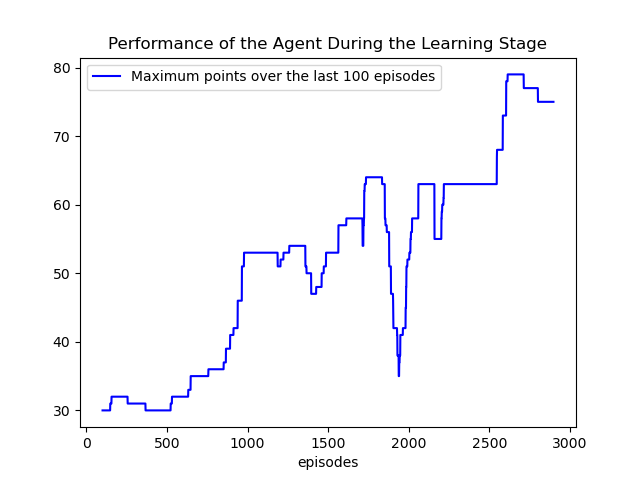 Performance of the Agent During the Learning Stage
Maximum points over the last 100 episodes
80
70
60
50
40
30
0 500 1000 1500 2000 2500 3000
episodes